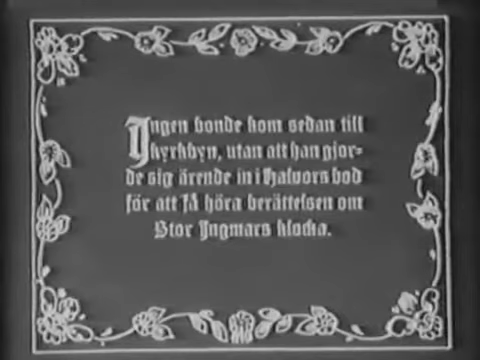 Ingen bonde kom sedan till
kyrkbyn, utan att han gjor-
de sig ärende in i Halvors bod
för att få höra berättelsen om
Stor Ingmars klocka.